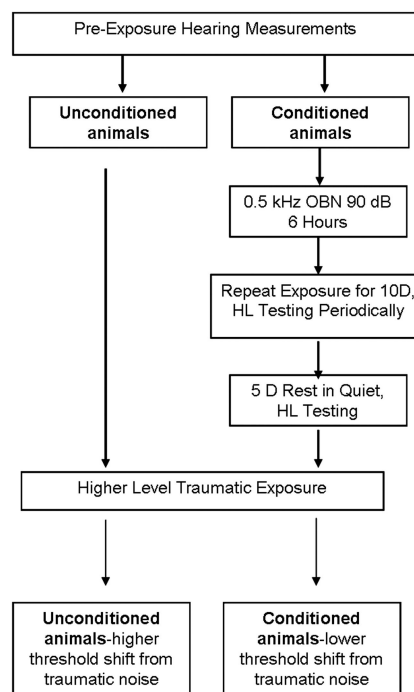 Pre-Exposure Hearing Measurements
Unconditioned
animals
Conditioned
animals
0.5 kHz OBN 90 dB
6 Hours
Repeat Exposure for 10D,
HL Testing Periodically
5 D Rest in Quiet,
HL Testing
Higher Level Traumatic Exposure
Unconditioned
animals-higher
threshold shift from
traumatic noise
Conditioned
animals-lower
threshold shift from
traumatic noise